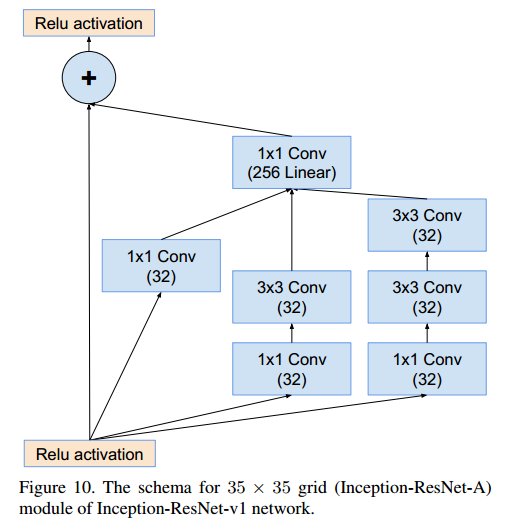 Relu activation
+
1x1 Conv
(256 Linear)
3x3 Conv
(32)
1x1 Conv
(32)
3x3 Conv
(32)
3x3 Conv
(32)
1x1 Conv
(32)
1x1 Conv
(32)
Relu activation
Figure 10. The schema for 35 × 35 grid (Inception-ResNet-A)
module of Inception-ResNet-v1 network.